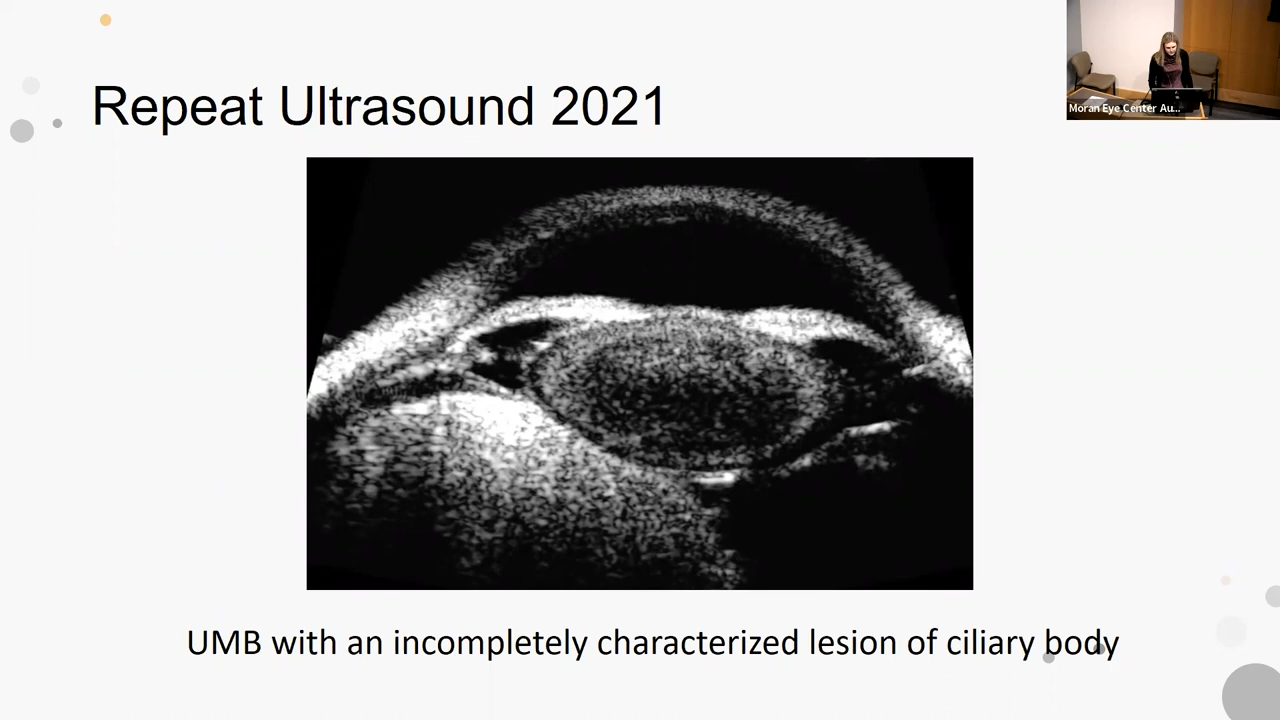 Repeat Ultrasound 2021
Moran Eye Center Au...
UMB with an incompletely characterized lesion of ciliary body